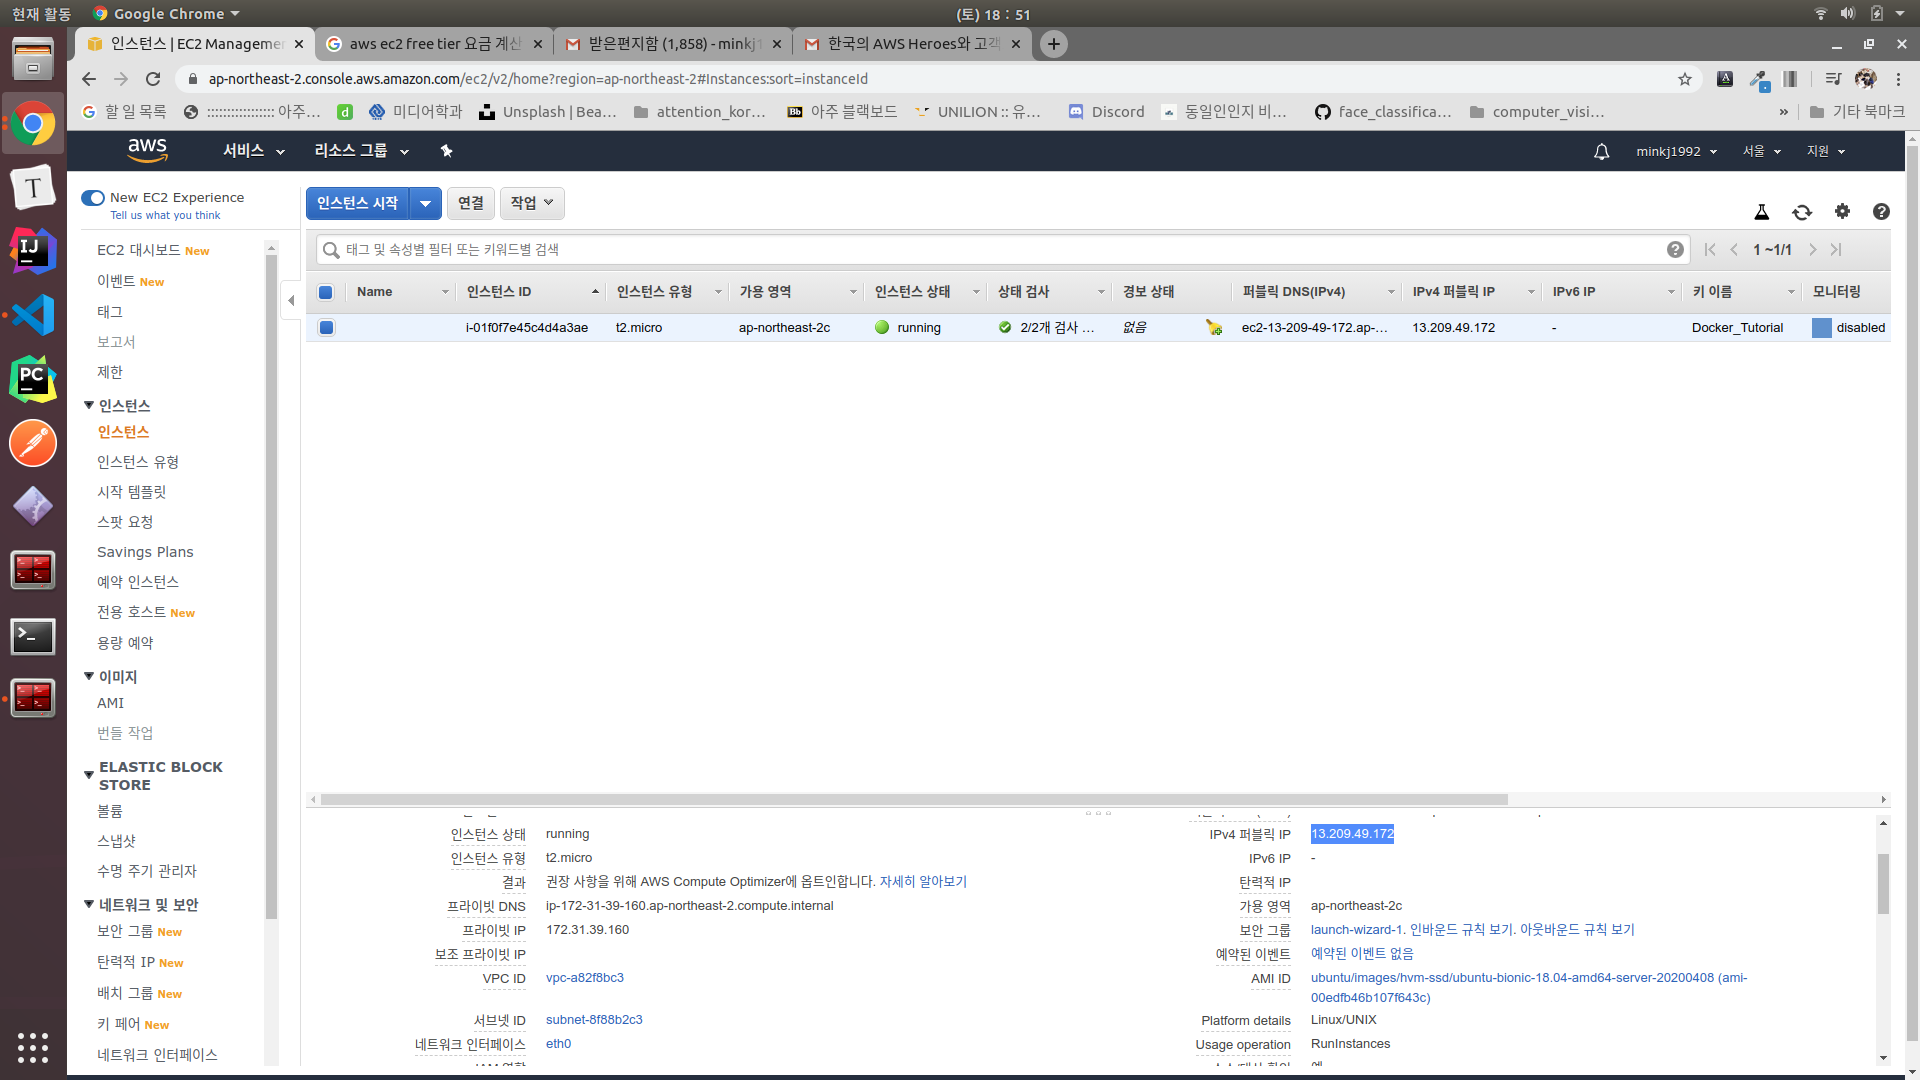 현재 활동
Google Chrome
(토) 18 : 51
인스턴스 | EC2 Managemen
aws ec2 free tier 요금 계산
받은편지함 (1,858) - minkj1
한국의 AWS Heroes와 고객
ap-northeast-2.console.aws.amazon.com/ec2/v2/home?region=ap-northeast-2#Instances:sort=instanceId
할 일 목록
:::::::::::::::: 아주…
미디어학과
Unsplash | Bea…
attention_kor…
아주 블랙보드
UNILION :: 유…
Discord
동일인인지 비…
face_classifica…
computer_visi…
»
기타 북마크
aws
서비스
리소스 그룹
minkj1992
서울
지원
New EC2 Experience
Tell us what you think
인스턴스 시작
연결
작업
EC2 대시보드 New
이벤트 New
태그
보고서
제한
인스턴스
인스턴스
인스턴스 유형
시작 템플릿
스팟 요청
Savings Plans
예약 인스턴스
전용 호스트 New
용량 예약
이미지
AMI
번들 작업
ELASTIC BLOCK
STORE
볼륨
스냅샷
수명 주기 관리자
네트워크 및 보안
보안 그룹 New
탄력적 IP New
배치 그룹 New
키 페어 New
네트워크 인터페이스
태그 및 속성별 필터 또는 키워드별 검색
1 ~1/1
Name
인스턴스 ID
인스턴스 유형
가용 영역
인스턴스 상태
상태 검사
경보 상태
퍼블릭 DNS(IPv4)
IPv4 퍼블릭 IP
IPv6 IP
키 이름
모니터링
i-01f0f7e45c4d4a3ae
t2.micro
ap-northeast-2c
running
2/2개 검사 …
없음
ec2-13-209-49-172.ap-…
13.209.49.172
-
Docker_Tutorial
disabled
인스턴스 상태
running
인스턴스 유형
t2.micro
결과
권장 사항을 위해 AWS Compute Optimizer에 옵트인합니다. 자세히 알아보기
프라이빗 DNS
ip-172-31-39-160.ap-northeast-2.compute.internal
프라이빗 IP
172.31.39.160
보조 프라이빗 IP
VPC ID
vpc-a82f8bc3
서브넷 ID
subnet-8f88b2c3
네트워크 인터페이스
eth0
IPv4 퍼블릭 IP
13.209.49.172
IPv6 IP
-
탄력적 IP
가용 영역
ap-northeast-2c
보안 그룹
launch-wizard-1. 인바운드 규칙 보기. 아웃바운드 규칙 보기
예약된 이벤트
예약된 이벤트 없음
AMI ID
ubuntu/images/hvm-ssd/ubuntu-bionic-18.04-amd64-server-20200408 (ami-
00edfb46b107f643c)
Platform details
Linux/UNIX
Usage operation
RunInstances